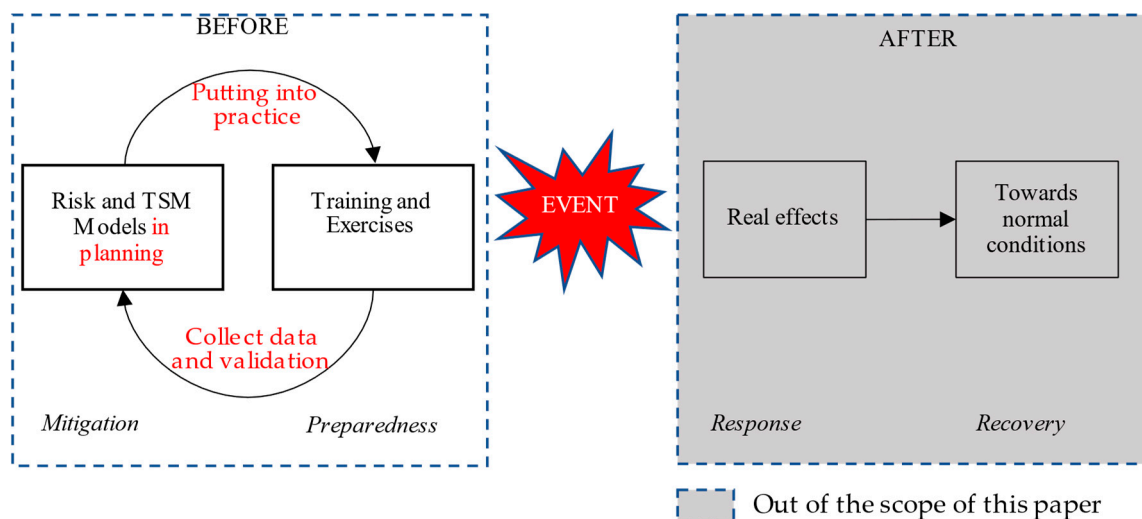 BEFORE
Putting into
practice
Risk and TSM
Models in
planning
Training and
Exercises
Collect data
and validation
Mitigation
Preparedness
EVENT
AFTER
Real effects
Towards
normal
conditions
Response
Recovery
Out of the scope of this paper